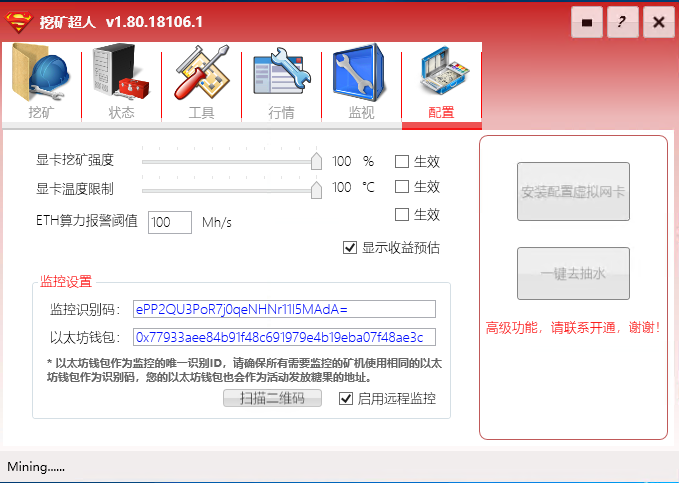 挖矿超人 v1.80.18106.1
挖矿
状态
工具
行情
监视
配置
显卡挖矿强度 100 % 生效
显卡温度限制 100 °C 生效
ETH算力报警阈值 100 Mh/s 生效
显示收益预估
监控设置
监控识别码： ePP2QU3PoR7j0qeNHNr11l5MAdA=
以太坊钱包： 0x77933aee84b91f48c691979e4b19eba07f48ae3c
* 以太坊钱包作为监控的唯一识别ID，请确保所有需要监控的矿机使用相同的以太
坊钱包作为识别码，您的以太坊钱包也会作为活动发放糖果的地址。
扫描二维码 启用远程监控
安装配置虚拟网卡
一键去抽水
高级功能，请联系开通，谢谢！
Mining......